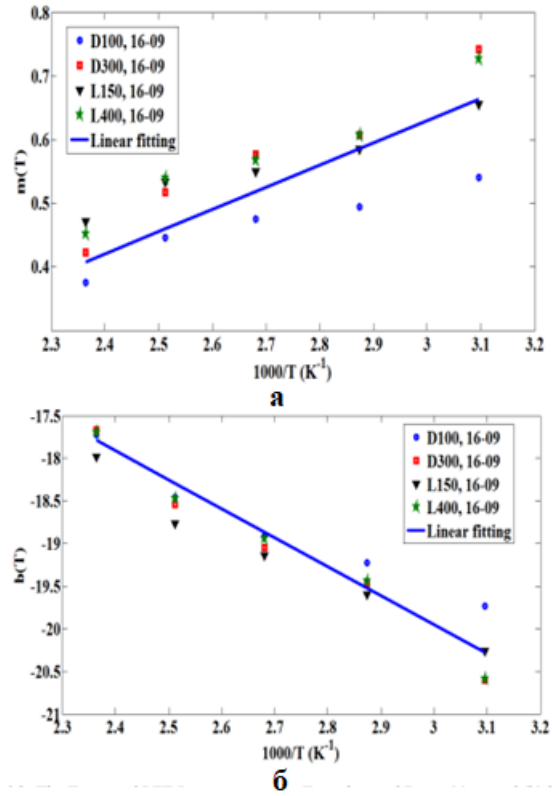 0.8
0.7
0.6
0.5
0.4
m(T)
D100, 16-09
D300, 16-09
L150, 16-09
L400, 16-09
Linear fitting
2.3 2.4 2.5 2.6 2.7 2.8 2.9 3 3.1 3.2
1000/T (K⁻¹)
а
-17.5
-18
-18.5
-19
-19.5
-20
-20.5
-21
b(T)
D100, 16-09
D300, 16-09
L150, 16-09
L400, 16-09
Linear fitting
2.3 2.4 2.5 2.6 2.7 2.8 2.9 3 3.1 3.2
1000/T (K⁻¹)
б